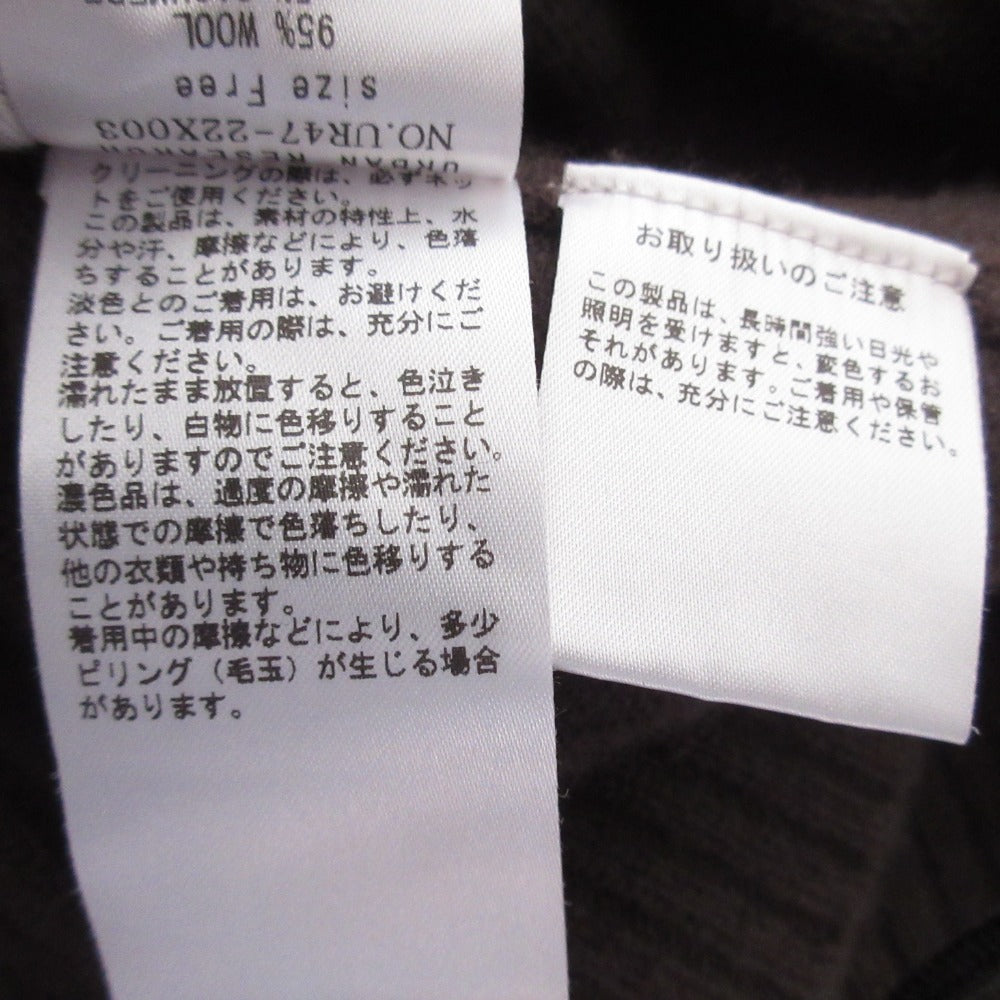 95% WOOL
size Free
NO.UR47-22X003
URBAN RESEARCH
クリーニングの際は、必ずネッ
トをご使用ください。
この製品は、素材の特性上、水
分や汗、摩擦などにより、色落
ちすることがあります。
淡色とのご着用は、お避けくだ
さい。ご着用の際は、充分にご
注意ください。
濡れたまま放置すると、色泣き
したり、白物に色移りすること
がありますのでご注意ください。
濃色品は、過度の摩擦や濡れた
状態での摩擦で色落ちしたり、
他の衣類や持ち物に色移りする
ことがあります。
着用中の摩擦などにより、多少
ピリング（毛玉）が生じる場合
があります。
お取り扱いのご注意
この製品は、長時間強い日光や
照明を受けますと、変色するお
それがあります。ご着用や保管
の際は、充分にご注意ください。